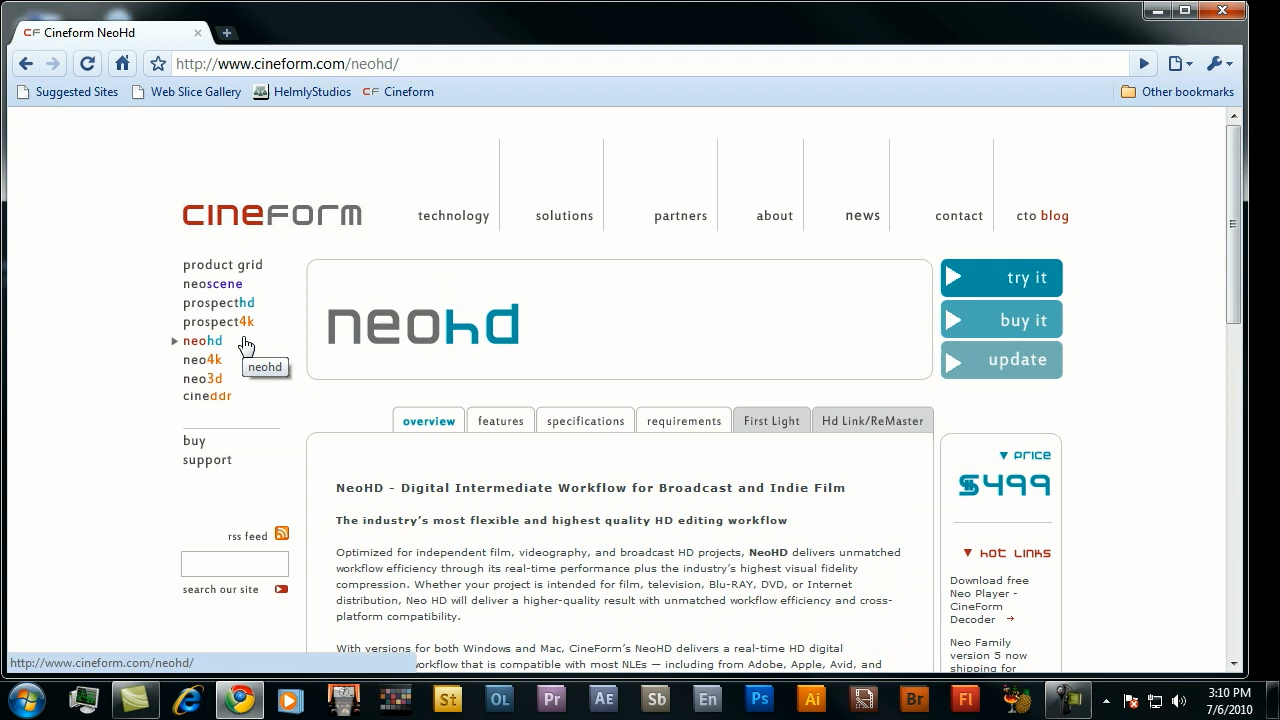 CF Cineform NeoHd
http://www.cineform.com/neohd/
Suggested Sites Web Slice Gallery HelmlyStudios CF Cineform Other bookmarks
cineform
technology solutions partners about news contact cto blog
product grid
neoscene
prospecthd
prospect4k
neohd
neo4k
neo3d
cineddr
neohd
buy
support
rss feed
search our site
neohd
try it
buy it
update
overview features specifications requirements First Light Hd Link/ReMaster
NeoHD - Digital Intermediate Workflow for Broadcast and Indie Film
The industry’s most flexible and highest quality HD editing workflow
Optimized for independent film, videography, and broadcast HD projects, NeoHD delivers unmatched
workflow efficiency through its real-time performance plus the industry’s highest visual fidelity
compression. Whether your project is intended for film, television, Blu-RAY, DVD, or Internet
distribution, Neo HD will deliver a higher-quality result with unmatched workflow efficiency and cross-
platform compatibility.
With versions for both Windows and Mac, CineForm’s NeoHD delivers a real-time HD digital
workflow that is compatible with most NLEs — including from Adobe, Apple, Avid, and
price
$499
hot links
Download free
Neo Player -
CineForm
Decoder
Neo Family
version 5 now
shipping for
http://www.cineform.com/neohd/
St OL Pr AE Sb En Ps Ai Br Fl
3:10 PM
7/6/2010